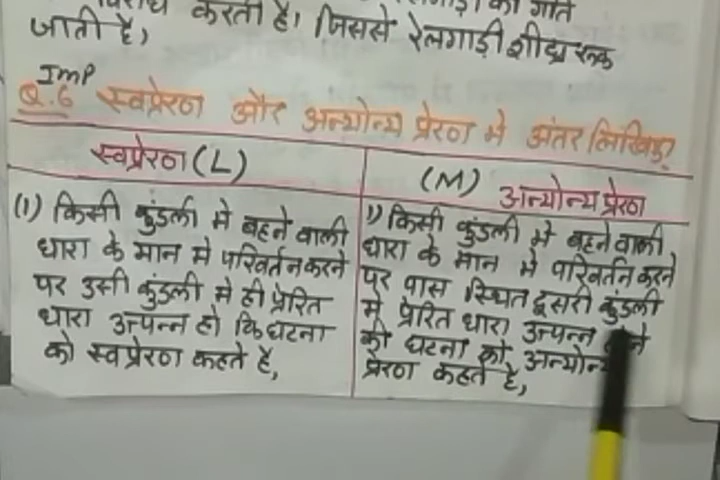 करती है। जिससे रेलगाड़ी शीघ्र रूक
जाती है,
Imp
Q.6 स्वप्रेरण और अन्योन्य प्रेरण मे अंतर लिखिए?
स्वप्रेरण (L)
(1) किसी कुंडली मे बहने वाली
धारा के मान मे परिवर्तन करने
पर उसी कुंडली मे ही प्रेरित
धारा उत्पन्न हो कि घटना
को स्वप्रेरण कहते है,
(M) अन्योन्य प्रेरण
1) किसी कुंडली मे बहने वाली
धारा के मान मे परिवर्तन करने
पर पास स्थित दूसरी कुंडली
मे प्रेरित धारा उत्पन्न
की घटना को अन्योन्य
प्रेरण कहते है,